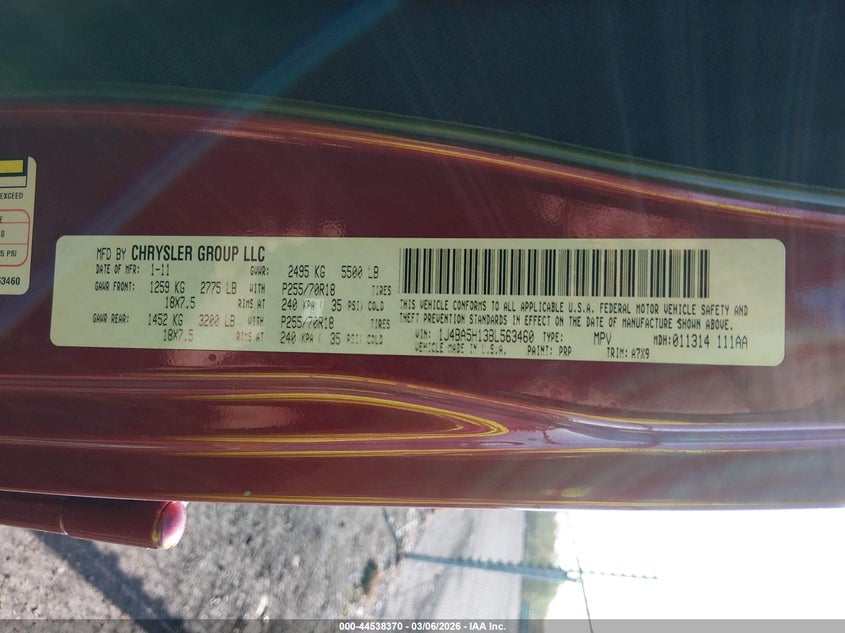 EXCEED
E
8
5 PSI
63460
MFD BY CHRYSLER GROUP LLC
DATE OF MFR: 1-11 GVWR: 2495 KG 5500 LB
GAWR FRONT: 1259 KG 2775 LB WITH P255/70R18 TIRES
18X7.5 RIMS AT 240 KPA ( 35 PSI) COLD
GAWR REAR: 1452 KG 3200 LB WITH P255/70R18 TIRES
18X7.5 RIMS AT 240 KPA ( 35 PSI) COLD
THIS VEHICLE CONFORMS TO ALL APPLICABLE U.S.A. FEDERAL MOTOR VEHICLE SAFETY AND
THEFT PREVENTION STANDARDS IN EFFECT ON THE DATE OF MANUFACTURE SHOWN ABOVE.
VIN: 1J4BA5H13BL563460 TYPE: MPV MDH:011314 111AA
VEHICLE MADE IN U.S.A. PAINT: PRP TRIM: A7X9
000-44538370 - 03/06/2026 - IAA Inc.